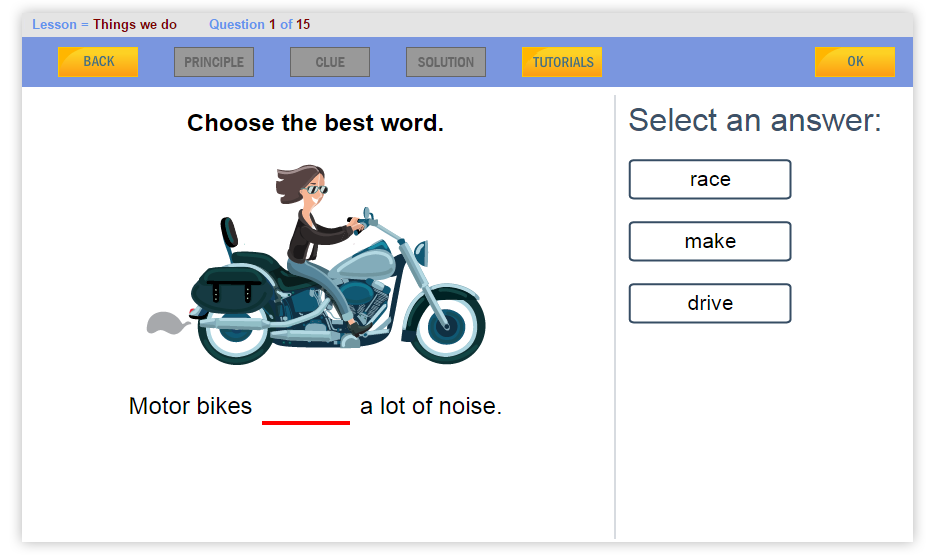 Lesson = Things we do Question 1 of 15
BACK PRINCIPLE CLUE SOLUTION TUTORIALS OK
Choose the best word.
Motor bikes a lot of noise.
Select an answer:
race
make
drive